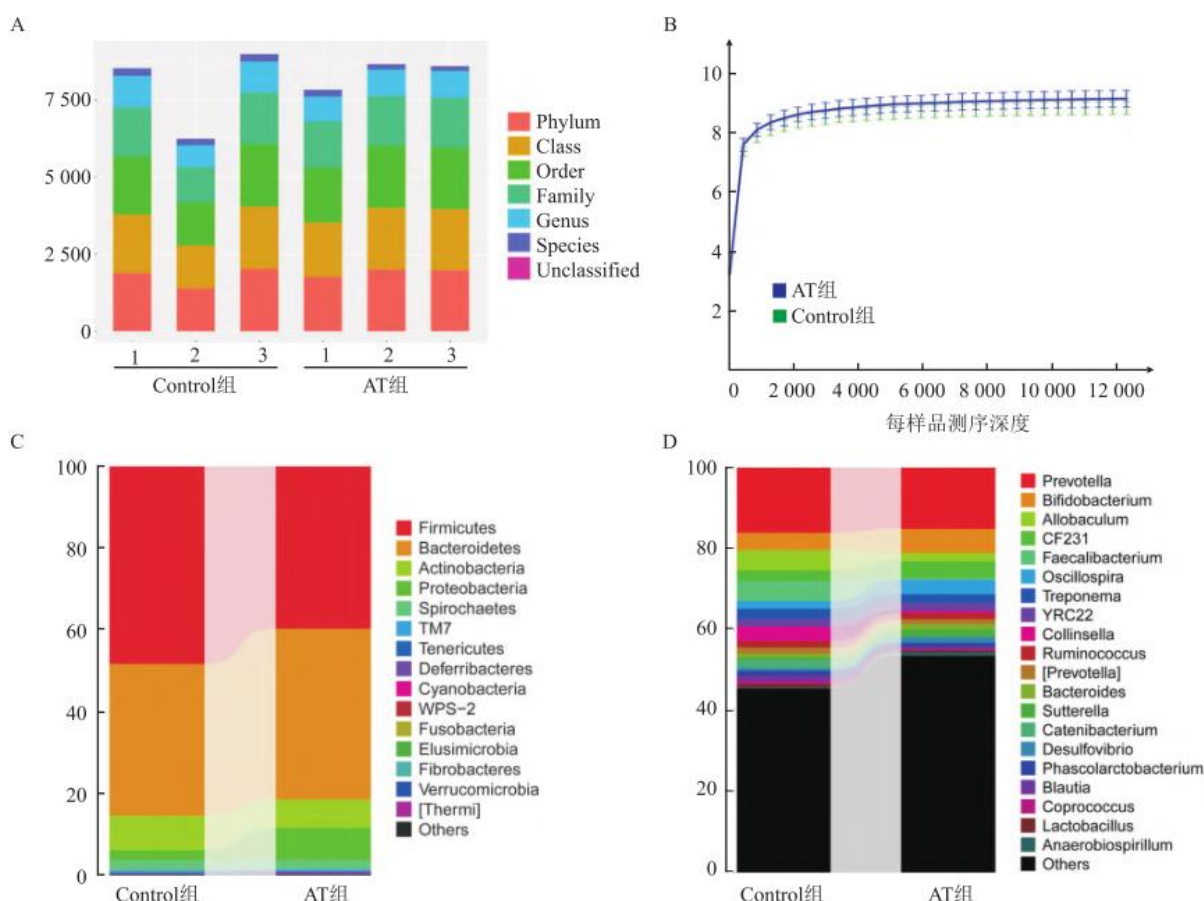 A
7 500
5 000
2 500
0
1 2 3 1 2 3
Control组 AT组
Phylum
Class
Order
Family
Genus
Species
Unclassified
B
10
8
6
4
2
AT组
Control组
0 2 000 4 000 6 000 8 000 10 000 12 000
每样品测序深度
C
100
80
60
40
20
0
Control组 AT组
Firmicutes
Bacteroidetes
Actinobacteria
Proteobacteria
Spirochaetes
TM7
Tenericutes
Deferribacteres
Cyanobacteria
WPS-2
Fusobacteria
Elusimicrobia
Fibrobacteres
Verrucomicrobia
[Thermi]
Others
D
100
80
60
40
20
0
Control组 AT组
Prevotella
Bifidobacterium
Allobaculum
CF231
Faecalibacterium
Oscillospira
Treponema
YRC22
Collinsella
Ruminococcus
[Prevotella]
Bacteroides
Sutterella
Catenibacterium
Desulfovibrio
Phascolarctobacterium
Blautia
Coprococcus
Lactobacillus
Anaerobiospirillum
Others